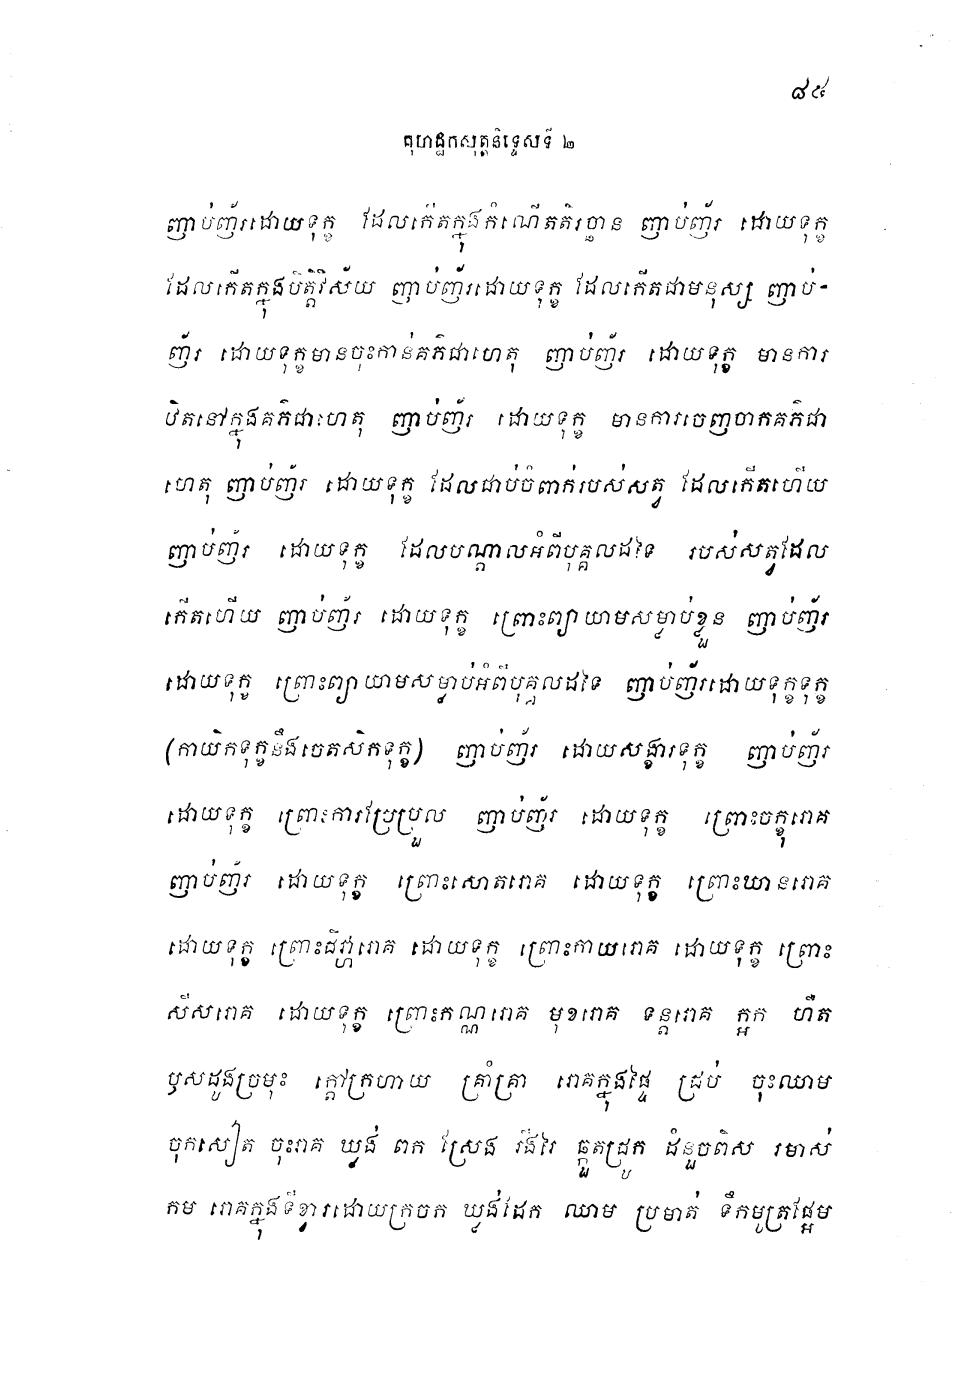 ៨៥
គុហដ្ឋកសុត្តនិទ្ទេសទី ២
ញាប់ញ័រដោយទុក្ខ ដែលកើតក្នុងកំណើតតិរច្ឆាន ញាប់ញ័រ ដោយទុក្ខ
ដែលកើតក្នុងប៉ិត្តិវិស័យ ញាប់ញ័រដោយទុក្ខ ដែលកើតជាមនុស្ស ញាប់-
ញ័រ ដោយទុក្ខមានចុះកាន់គភ៌ជាហេតុ ញាប់ញ័រ ដោយទុក្ខ មានការ
ឋិតនៅក្នុងគភ៌ជាហេតុ ញាប់ញ័រ ដោយទុក្ខ មានការចេញចាកគភ៌ជា
ហេតុ ញាប់ញ័រ ដោយទុក្ខ ដែលជាប់ចំពាក់របស់សត្វ ដែលកើតហើយ
ញាប់ញ័រ ដោយទុក្ខ ដែលបណ្តាលអំពីបុគ្គលដទៃ របស់សត្វដែល
កើតហើយ ញាប់ញ័រ ដោយទុក្ខ ព្រោះព្យាយាមសម្លាប់ខ្លួន ញាប់ញ័រ
ដោយទុក្ខ ព្រោះព្យាយាមសម្លាប់អំពីបុគ្គលដទៃ ញាប់ញ័រដោយទុក្ខទុក្ខ
(កាយិកទុក្ខនឹងចេតសិកទុក្ខ) ញាប់ញ័រ ដោយសង្ខារទុក្ខ ញាប់ញ័រ
ដោយទុក្ខ ព្រោះការប្រែប្រួល ញាប់ញ័រ ដោយទុក្ខ ព្រោះចក្ខុរោគ
ញាប់ញ័រ ដោយទុក្ខ ព្រោះសោតរោគ ដោយទុក្ខ ព្រោះឃានរោគ
ដោយទុក្ខ ព្រោះជិវ្ហារោគ ដោយទុក្ខ ព្រោះកាយរោគ ដោយទុក្ខ ព្រោះ
សីសរោគ ដោយទុក្ខ ព្រោះកណ្ណរោគ មុខរោគ ទន្តរោគ ក្អក ហឺត
ឫសដូងច្រមុះ ក្តៅក្រហាយ គ្រាំគ្រា រោគក្នុងផ្ទៃ ជ្រប់ ចុះឈាម
ចុកសៀត ចុះរាគ ឃ្លង់ ពក ស្រែង រីងរៃ ឆ្កួតជ្រូក ដំនួចពិស រមាស់
កម រោគក្នុងទីខ្វារដោយក្រចក ឃ្លង់ដែក ឈាម ប្រមាត់ ទឹកមូត្រផ្អែម